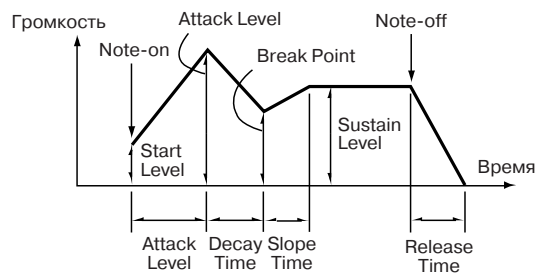 Громкость
Attack Level
Note-on
Note-off
Break Point
Start
Level
Sustain
Level
Время
Attack
Level
Decay
Time
Slope
Time
Release
Time